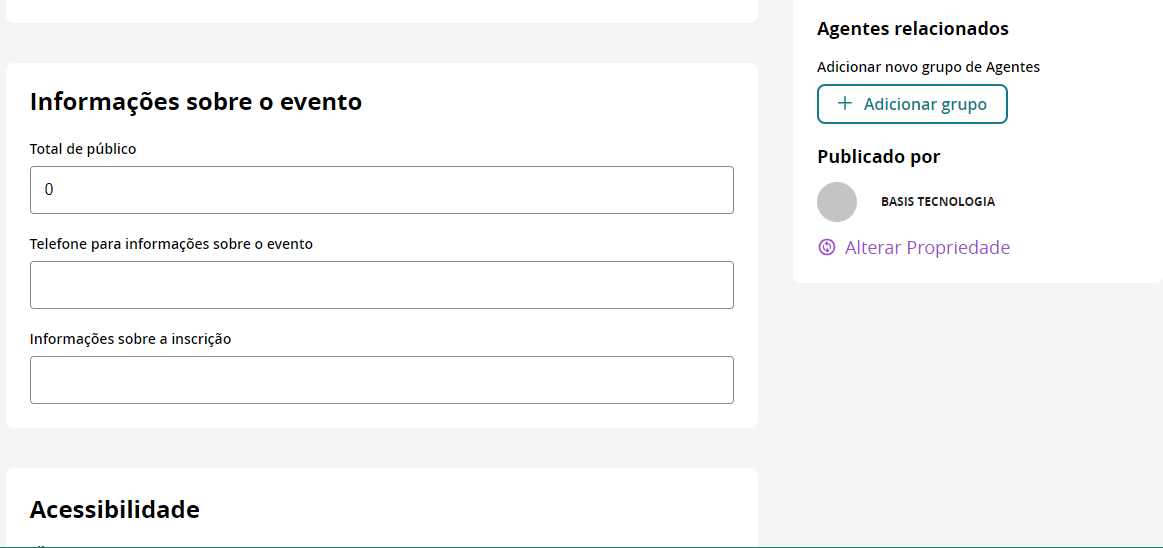 Informações sobre o evento
Total de público
0
Telefone para informações sobre o evento
Informações sobre a inscrição
Acessibilidade
Agentes relacionados
Adicionar novo grupo de Agentes
+ Adicionar grupo
Publicado por
BASIS TECNOLOGIA
Alterar Propriedade